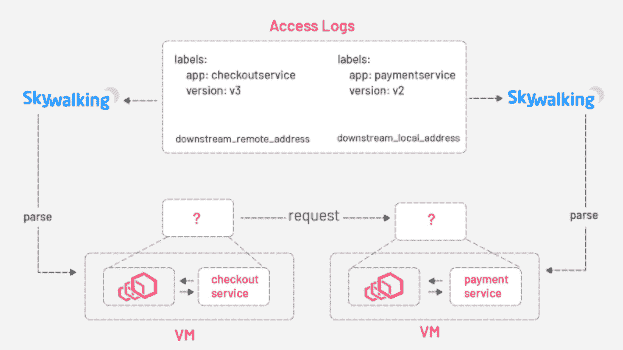 Access Logs
labels:
app: checkoutservice
version: v3
labels:
app: paymentservice
version: v2
Skywalking
Skywalking
downstream_remote_address
downstream_local_address
parse
?
request
?
parse
checkout
service
payment
service
VM
VM